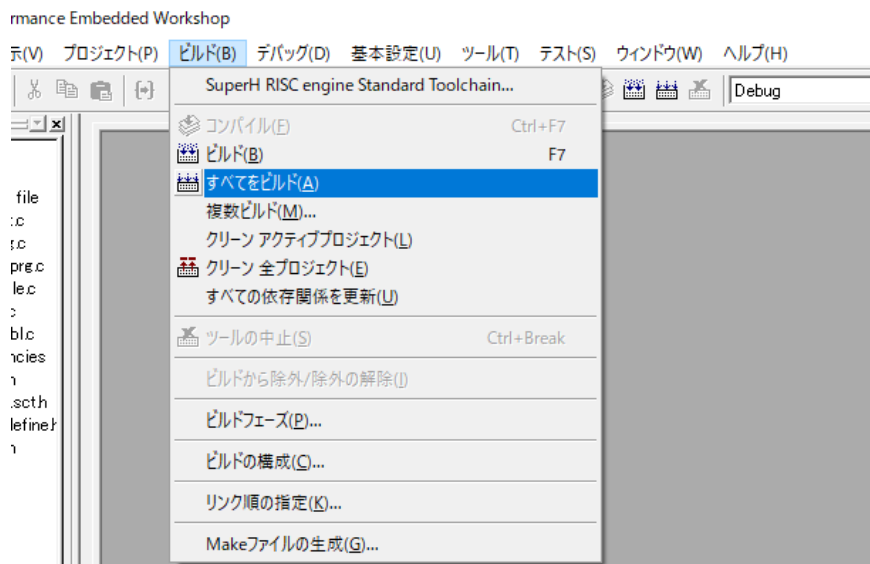 rmance Embedded Workshop
示(V) プロジェクト(P) ビルド(B) デバッグ(D) 基本設定(U) ツール(T) テスト(S) ウィンドウ(W) ヘルプ(H)
Debug
SuperH RISC engine Standard Toolchain...
コンパイル(F) Ctrl+F7
ビルド(B) F7
すべてをビルド(A)
複数ビルド(M)...
クリーン アクティブプロジェクト(L)
クリーン 全プロジェクト(E)
すべての依存関係を更新(U)
ツールの中止(S) Ctrl+Break
ビルドから除外/除外の解除(I)
ビルドフェーズ(P)...
ビルドの構成(C)...
リンク順の指定(K)...
Makeファイルの生成(G)...
file
.c
g.c
prg.c
le.c
bl.c
ncies
.sct.h
define.h